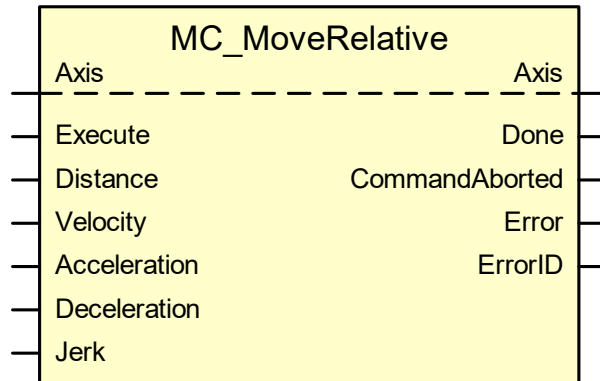 MC_MoveRelative
Axis Axis
Execute Done
Distance CommandAborted
Velocity Error
Acceleration ErrorID
Deceleration
Jerk